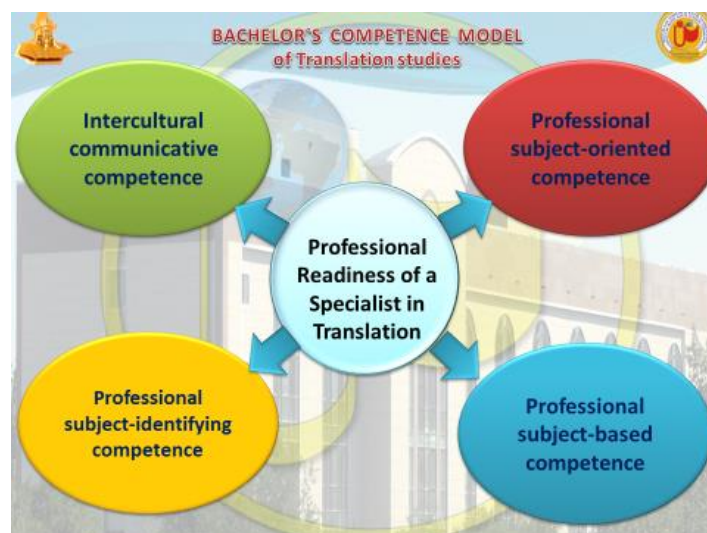 BACHELOR'S COMPETENCE MODEL
of Translation studies
Intercultural
communicative
competence
Professional
subject-oriented
competence
Professional
Readiness of a
Specialist in
Translation
Professional
subject-identifying
competence
Professional
subject-based
competence